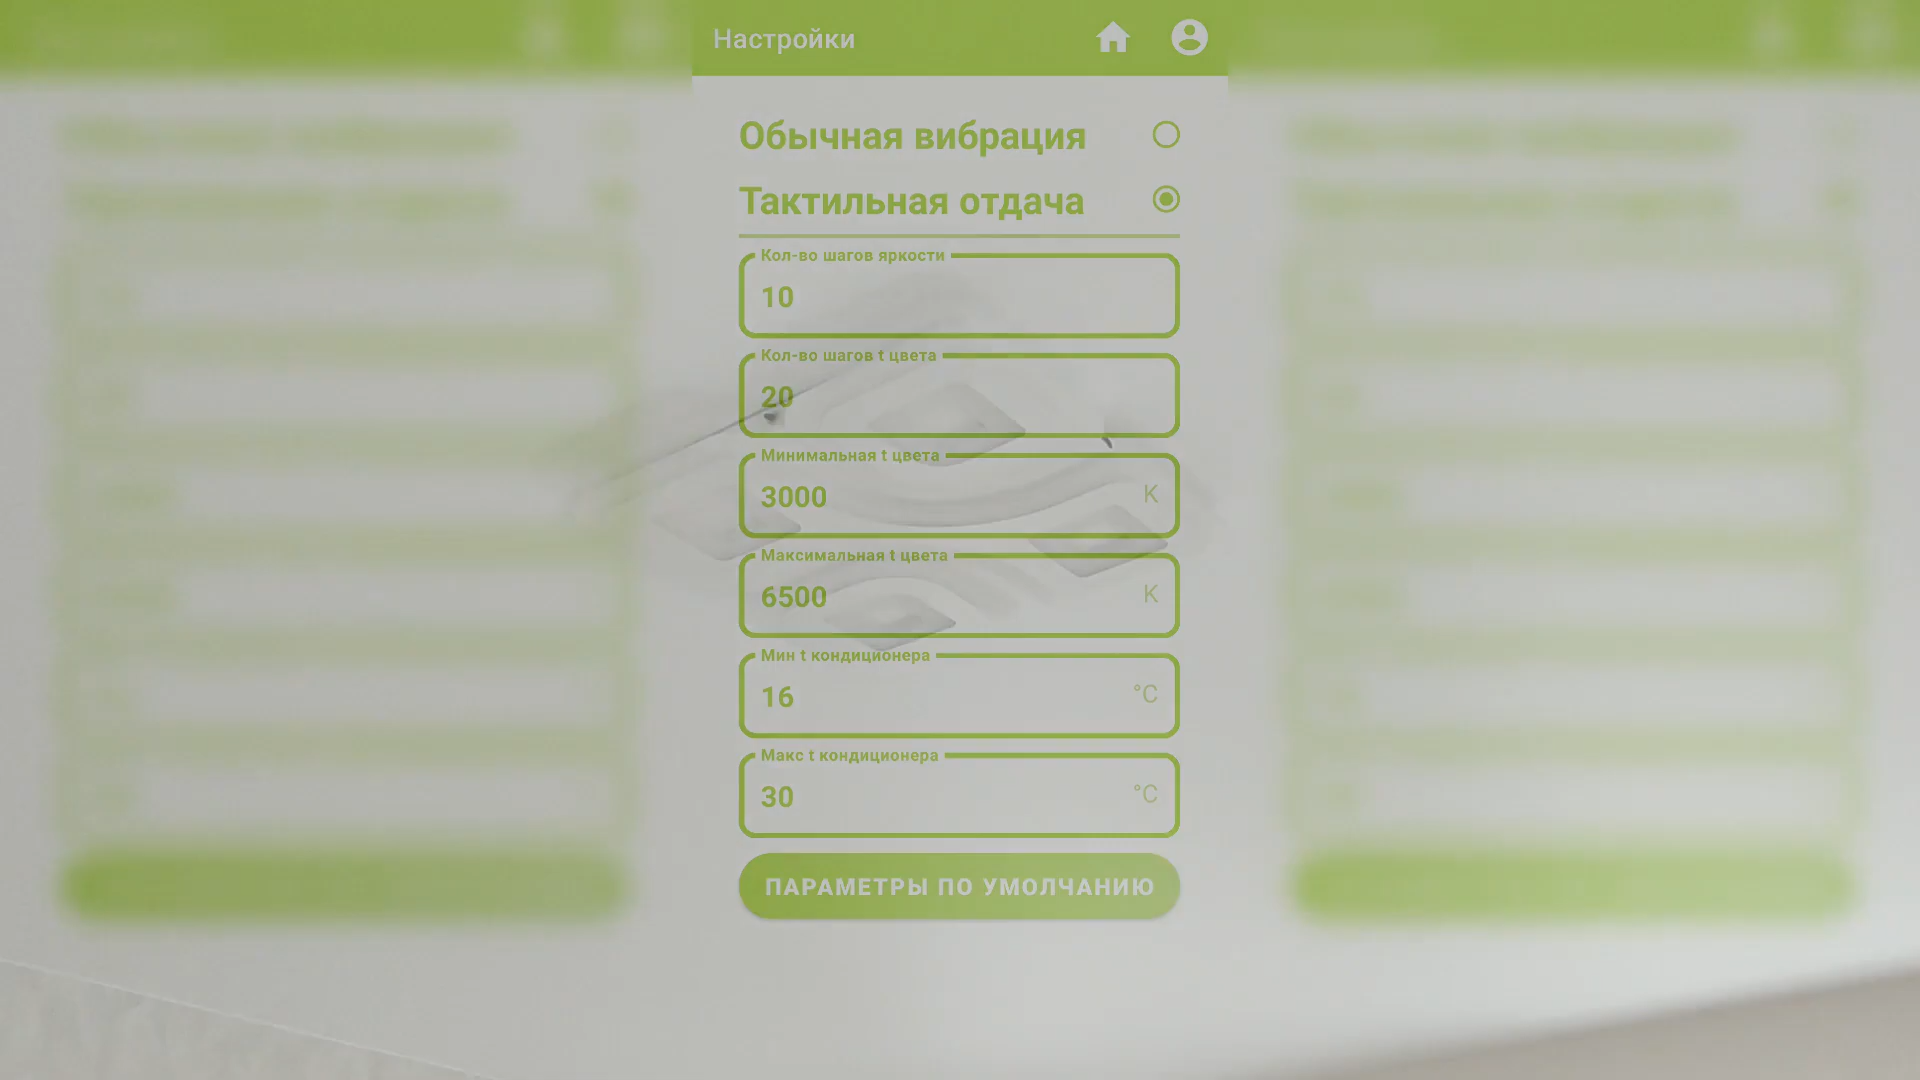 Настройки
Обычная вибрация
Тактильная отдача
Кол-во шагов яркости
10
Кол-во шагов t цвета
20
Минимальная t цвета
3000 K
Максимальная t цвета
6500 K
Мин t кондиционера
16 °C
Макс t кондиционера
30 °C
ПАРАМЕТРЫ ПО УМОЛЧАНИЮ